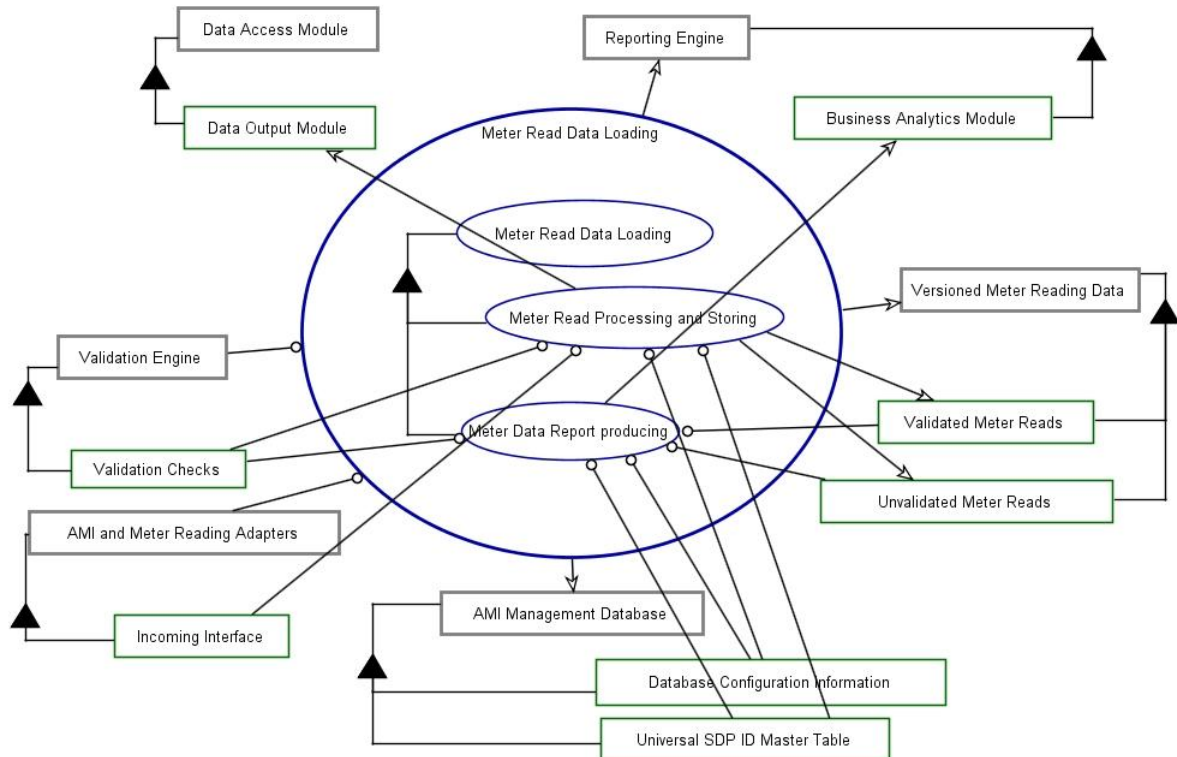 Data Access Module
Reporting Engine
Data Output Module
Business Analytics Module
Meter Read Data Loading
Meter Read Data Loading
Versioned Meter Reading Data
Meter Read Processing and Storing
Validation Engine
Validated Meter Reads
Meter Data Report producing
Validation Checks
Unvalidated Meter Reads
AMI and Meter Reading Adapters
AMI Management Database
Incoming Interface
Database Configuration Information
Universal SDP ID Master Table